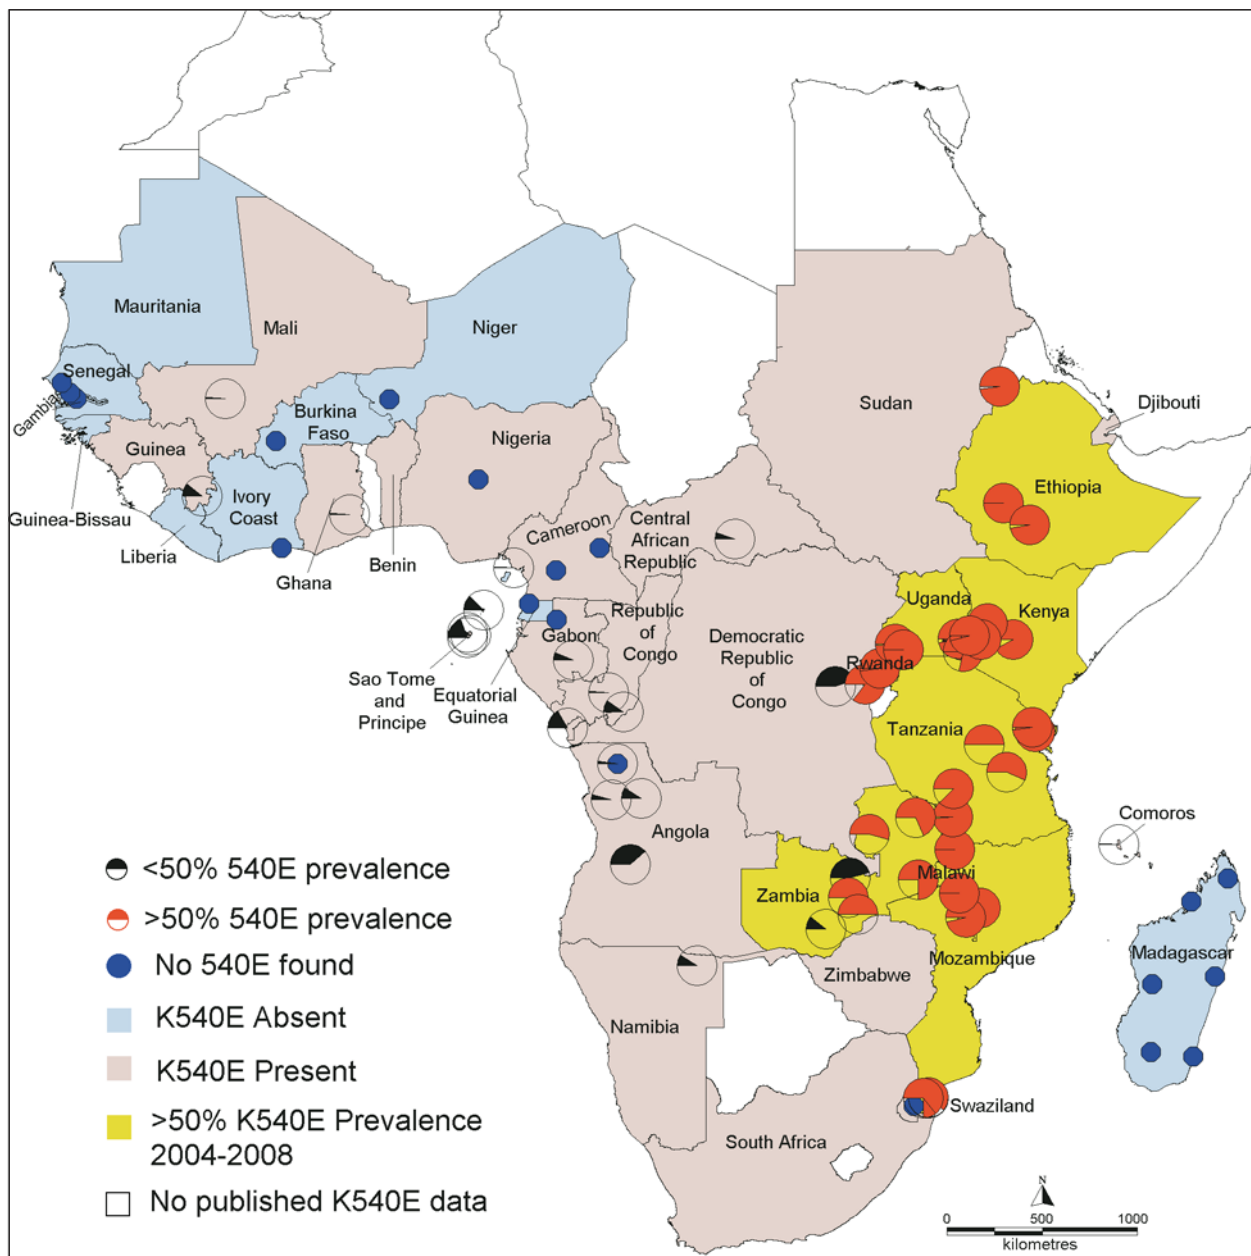 Mauritania
Mali
Niger
Senegal
Gambia
Burkina
Faso
Sudan
Djibouti
Guinea
Nigeria
Ethiopia
Guinea-Bissau
Ivory
Coast
Liberia
Ghana
Benin
Cameroon
Central
African
Republic
Uganda
Kenya
Republic
of
Congo
Gabon
Democratic
Republic
of
Congo
Rwanda
Sao Tome
and
Principe
Equatorial
Guinea
Tanzania
Comoros
Angola
Malawi
Zambia
Madagascar
Mozambique
Zimbabwe
Namibia
Swaziland
South Africa
<50% 540E prevalence
>50% 540E prevalence
No 540E found
K540E Absent
K540E Present
>50% K540E Prevalence
2004-2008
No published K540E data
N
0 500 1000
kilometres